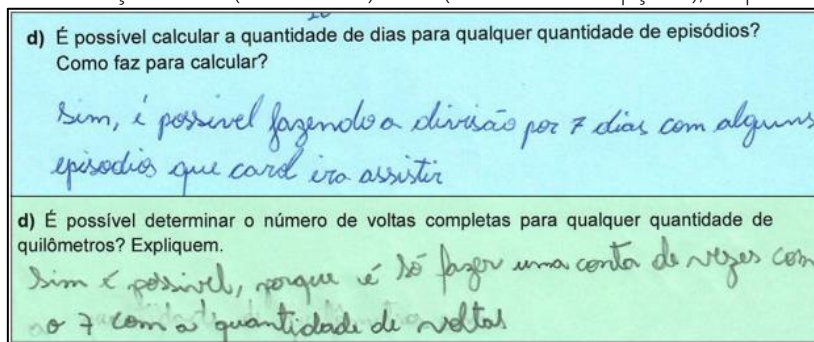 d) É possível calcular a quantidade de dias para qualquer quantidade de episódios?
Como faz para calcular?
Sim, é possivel fazendo a divisão por 7 dias com alguns
episodios que carol ira assistir
d) É possível determinar o número de voltas completas para qualquer quantidade de
quilômetros? Expliquem.
Sim é possivel, porque é só fazer uma conta de vezes com
o 7 com a quantidade de voltas